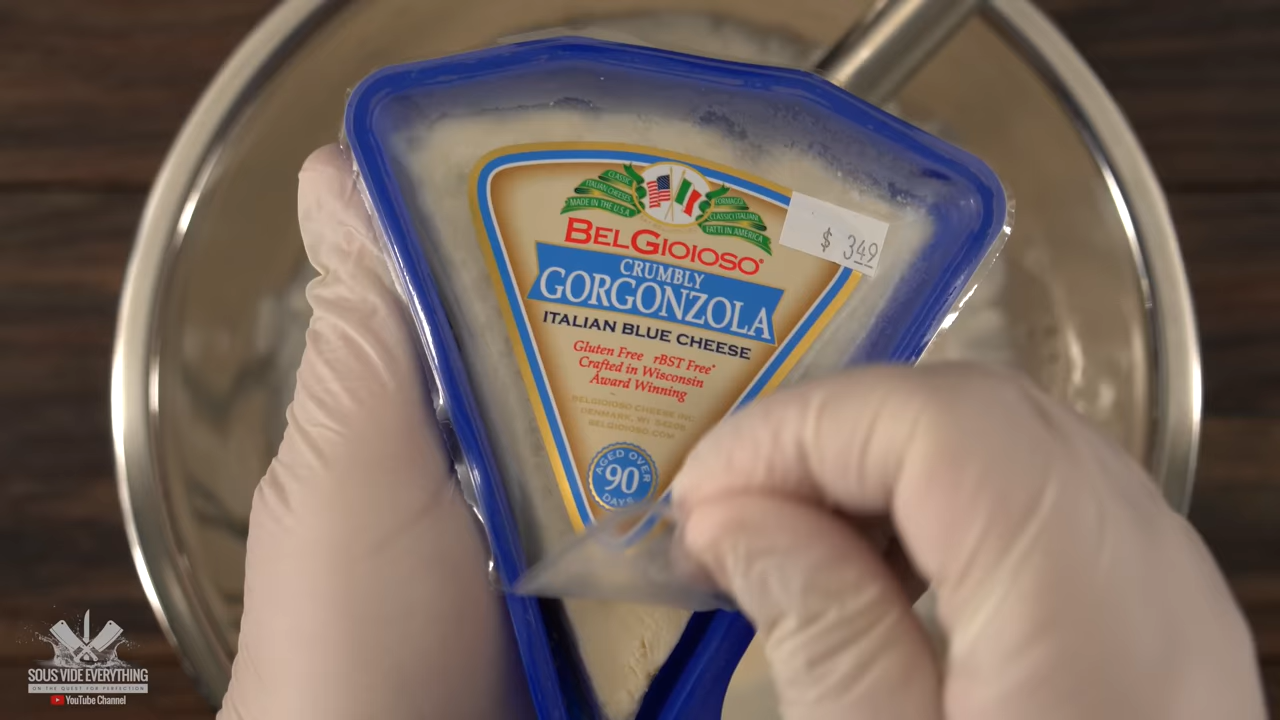 CLASSIC
ITALIAN CHEESES
MADE IN THE U.S.A.
FORMAGGI
CLASSICI ITALIANI
FATTI IN AMERICA
BELGIOIOSO®
$ 349
CRUMBLY
GORGONZOLA
ITALIAN BLUE CHEESE
Gluten Free rBST Free*
Crafted in Wisconsin
Award Winning
BELGIOIOSO CHEESE INC
DENMARK, WI 54208
BELGIOIOSO.COM
AGED OVER
90
DAYS
SOUS VIDE EVERYTHING
ON THE QUEST FOR PERFECTION
YouTube Channel